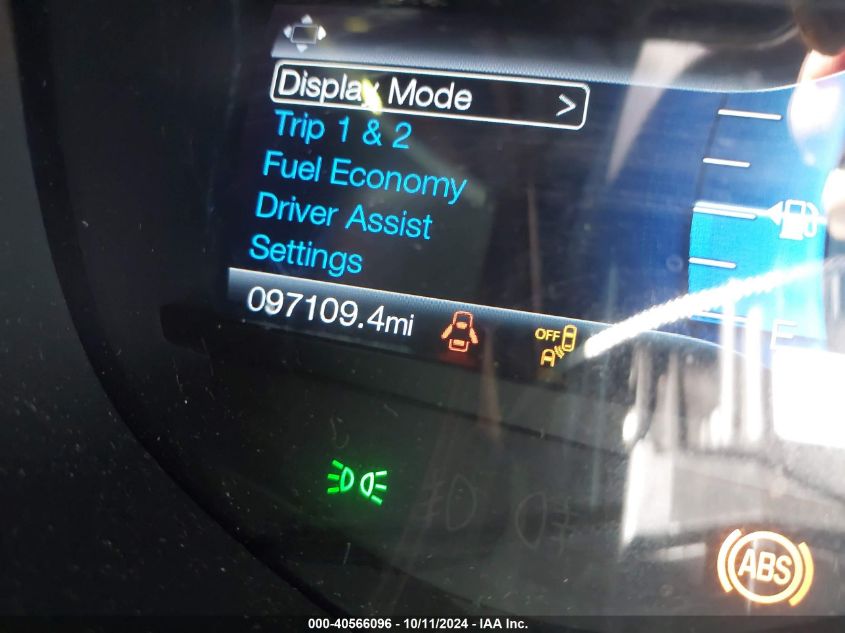 Display Mode >
Trip 1 & 2
Fuel Economy
Driver Assist
Settings
097109.4mi
OFF
E
ABS
000-40566096 - 10/11/2024 - IAA Inc.